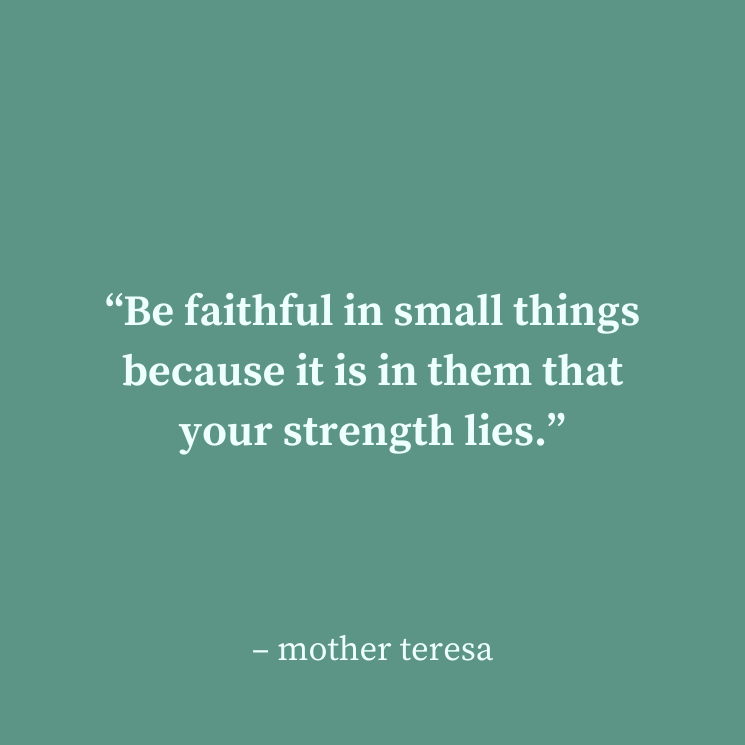 “Be faithful in small things
because it is in them that
your strength lies.”
– mother teresa